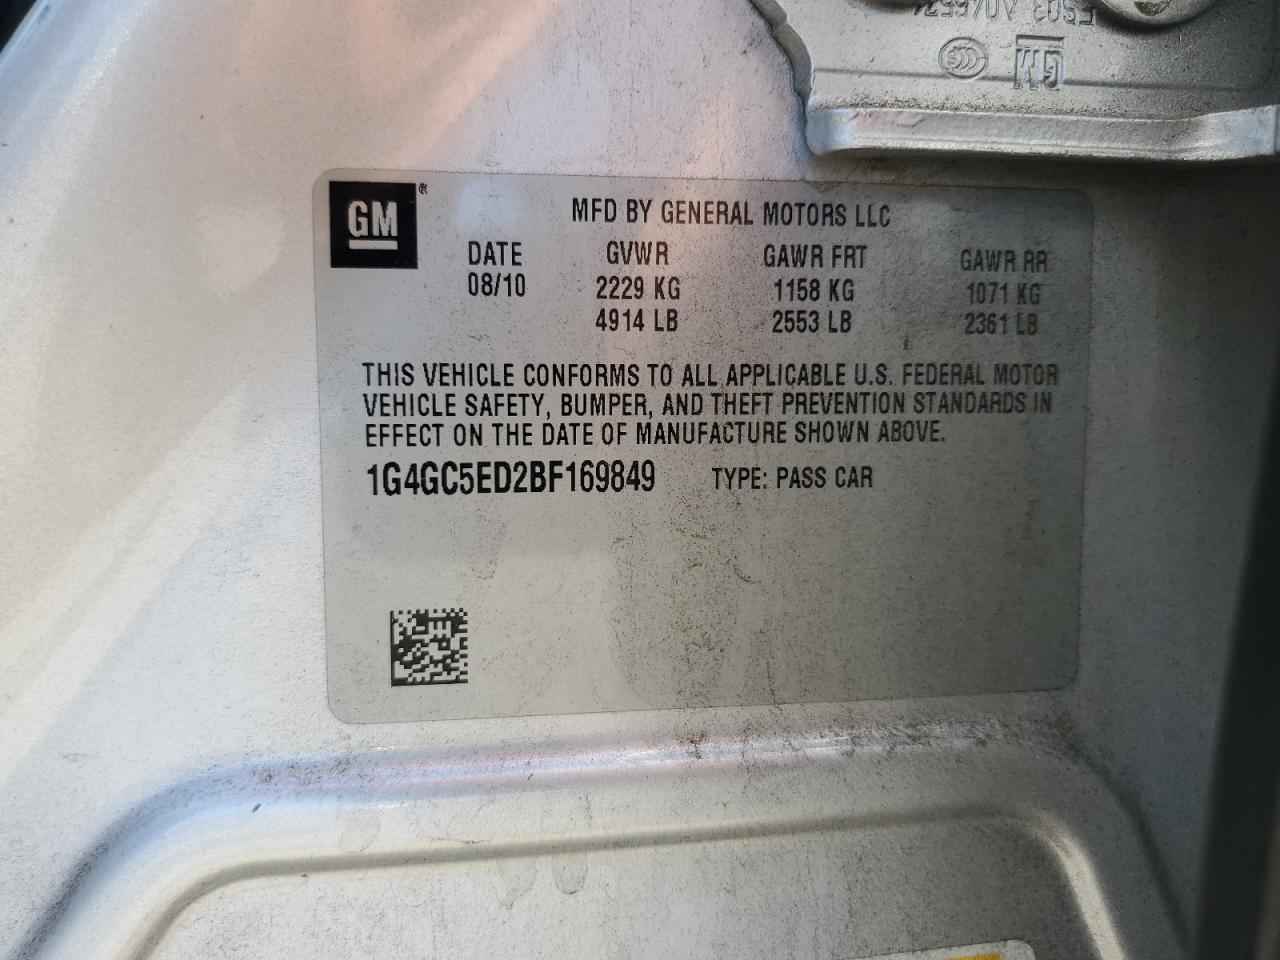 GM
GM®
MFD BY GENERAL MOTORS LLC
DATE GVWR GAWR FRT GAWR RR
08/10 2229 KG 1158 KG 1071 KG
4914 LB 2553 LB 2361 LB
THIS VEHICLE CONFORMS TO ALL APPLICABLE U.S. FEDERAL MOTOR
VEHICLE SAFETY, BUMPER, AND THEFT PREVENTION STANDARDS IN
EFFECT ON THE DATE OF MANUFACTURE SHOWN ABOVE.
1G4GC5ED2BF169849 TYPE: PASS CAR